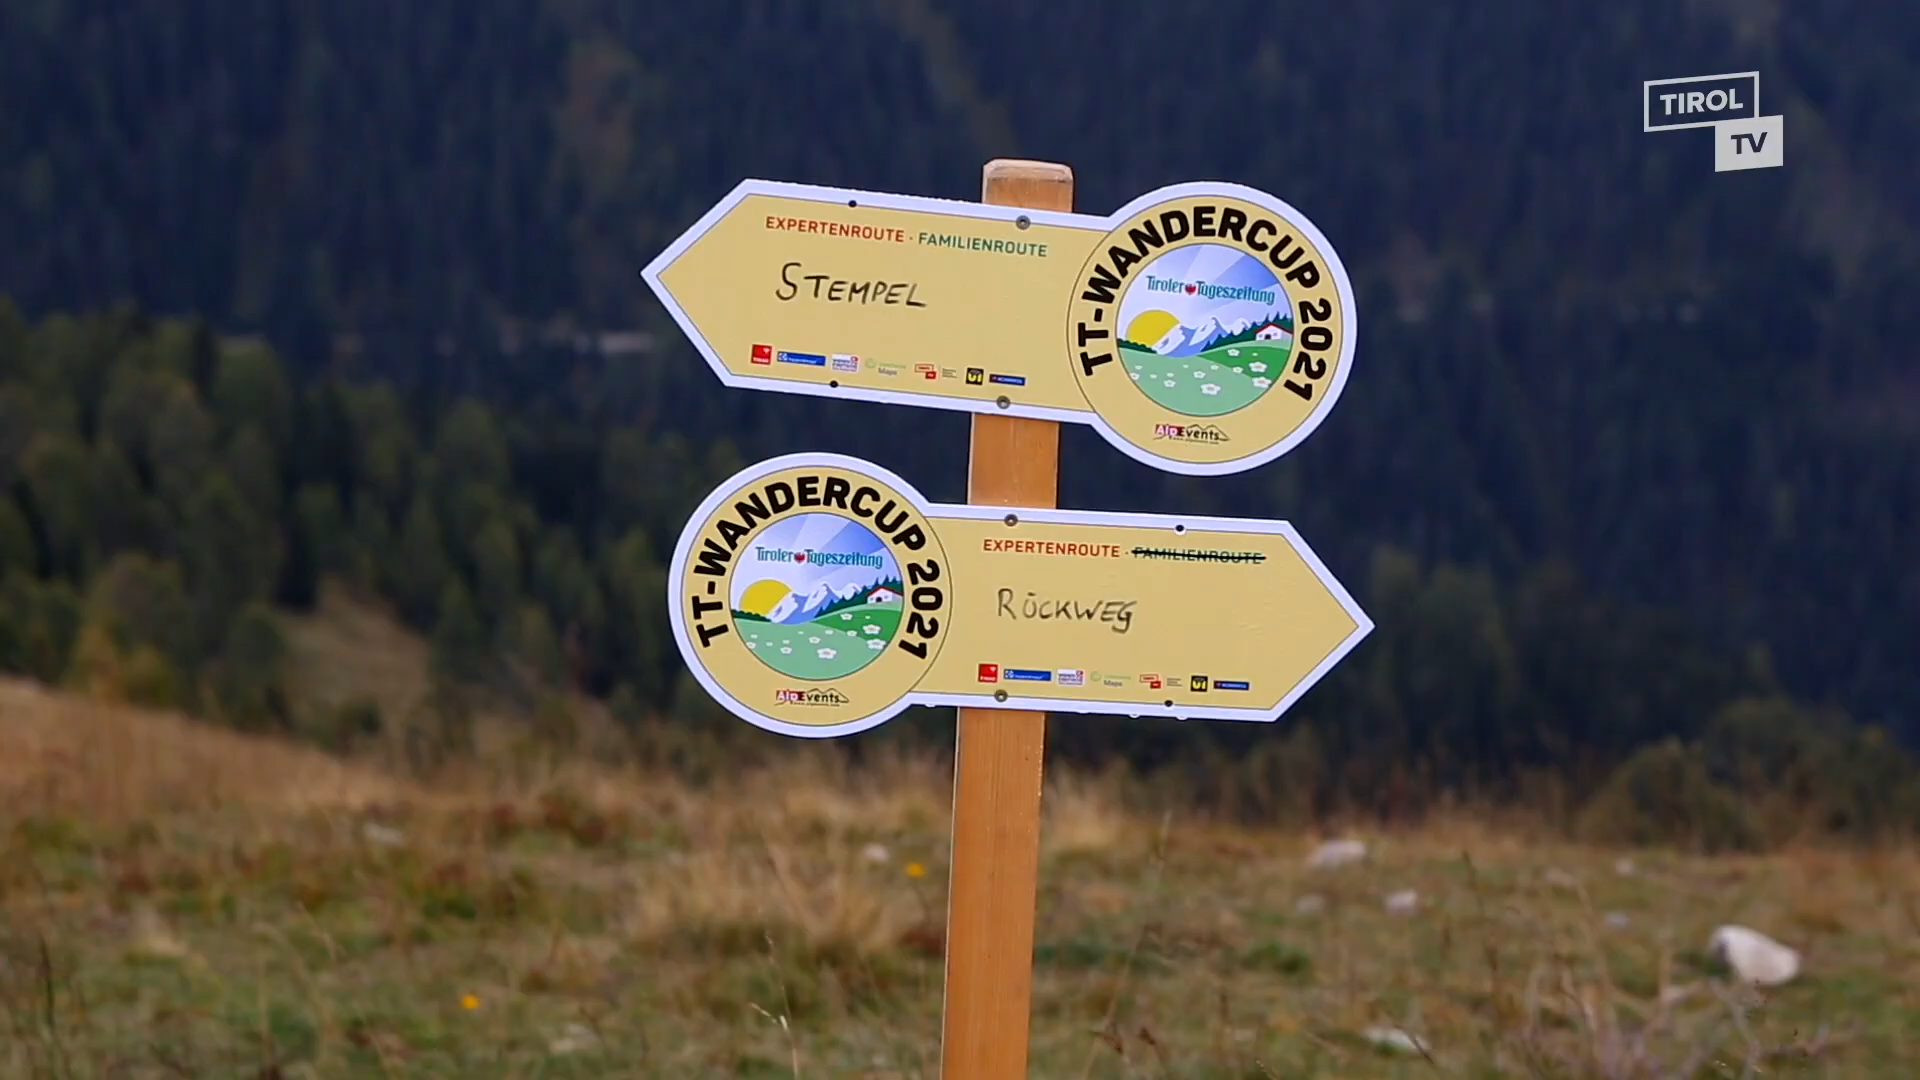 TIROL
TV
EXPERTENROUTE · FAMILIENROUTE
STEMPEL
TT-WANDERCUP 2021
Tiroler Tageszeitung
AlpEvents
TT-WANDERCUP 2021
Tiroler Tageszeitung
AlpEvents
EXPERTENROUTE · FAMILIENROUTE
RÜCKWEG